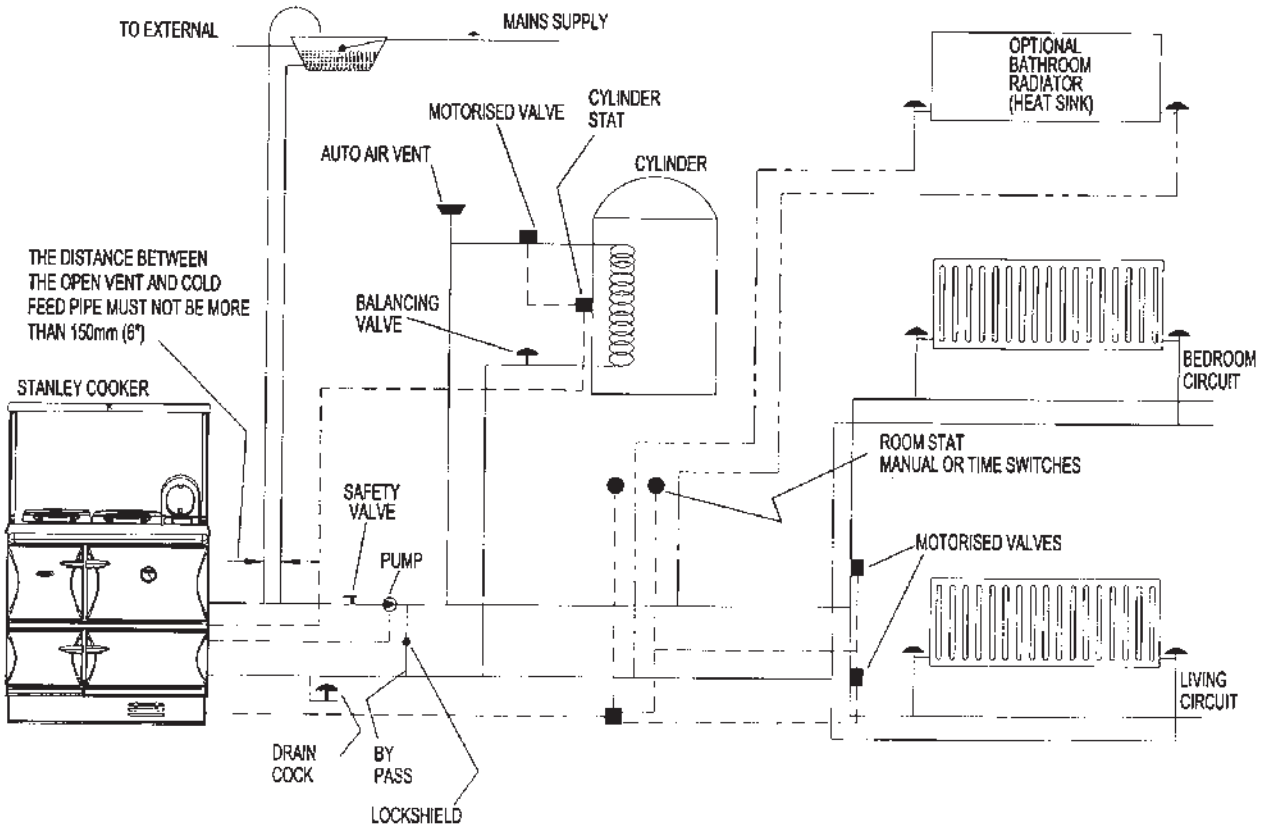 TO EXTERNAL
MAINS SUPPLY
OPTIONAL
BATHROOM
RADIATOR
(HEAT SINK)
MOTORISED VALVE
CYLINDER
STAT
AUTO AIR VENT
CYLINDER
THE DISTANCE BETWEEN
THE OPEN VENT AND COLD
FEED PIPE MUST NOT BE MORE
THAN 150mm (6")
BALANCING
VALVE
BEDROOM
CIRCUIT
STANLEY COOKER
ROOM STAT
MANUAL OR TIME SWITCHES
SAFETY
VALVE
PUMP
MOTORISED VALVES
LIVING
CIRCUIT
DRAIN
COCK
BY
PASS
LOCKSHIELD